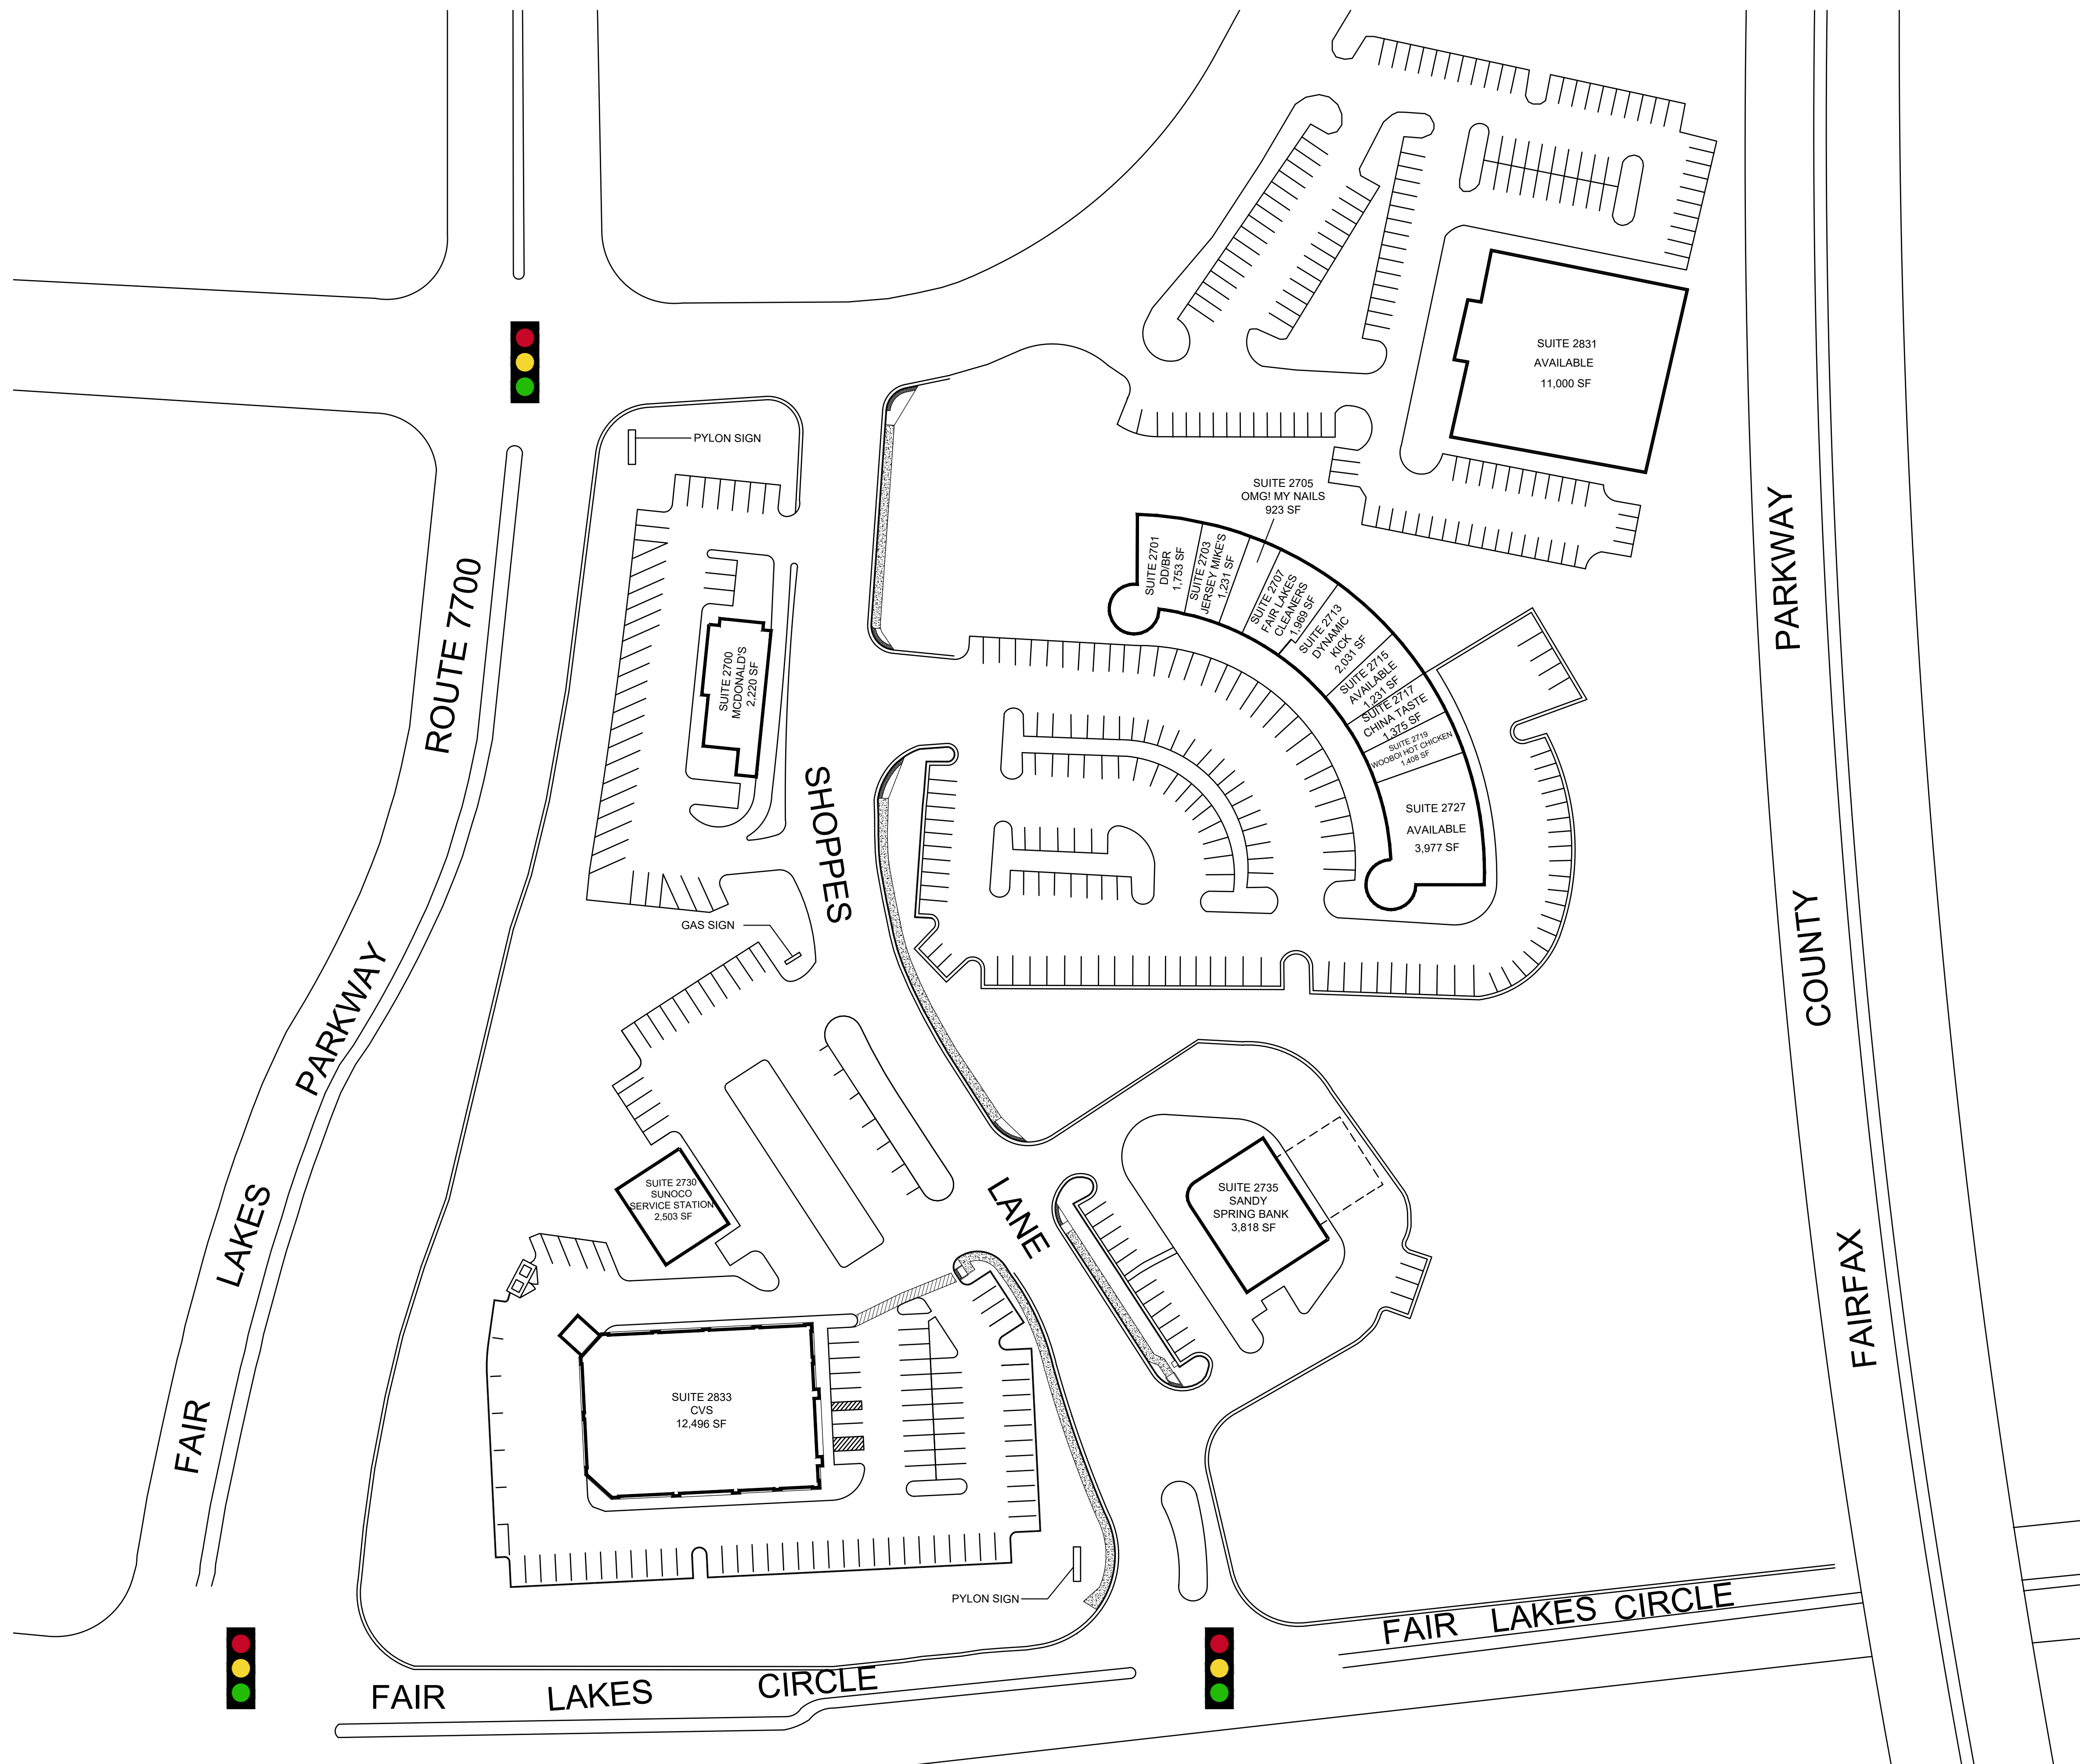 SUITE 2831
AVAILABLE
11,000 SF
PYLON SIGN
SUITE 2705
OMG! MY NAILS
923 SF
SUITE 2701
DD/BR
1,753 SF
SUITE 2703
JERSEY MIKE'S
1,231 SF
SUITE 2707
FAIR LAKES
CLEANERS
1,969 SF
SUITE 2713
DYNAMIC
KICK
2,031 SF
SUITE 2715
AVAILABLE
1,231 SF
SUITE 2717
CHINA TASTE
1,375 SF
SUITE 2719
WOOBOI HOT CHICKEN
1,408 SF
SUITE 2727
AVAILABLE
3,977 SF
SUITE 2700
MCDONALD'S
2,220 SF
GAS SIGN
SUITE 2730
SUNOCO
SERVICE STATION
2,503 SF
SUITE 2735
SANDY
SPRING BANK
3,818 SF
SUITE 2833
CVS
12,496 SF
PYLON SIGN
FAIR LAKES PARKWAY ROUTE 7700
SHOPPES LANE
FAIRFAX COUNTY PARKWAY
FAIR LAKES CIRCLE
FAIR LAKES CIRCLE